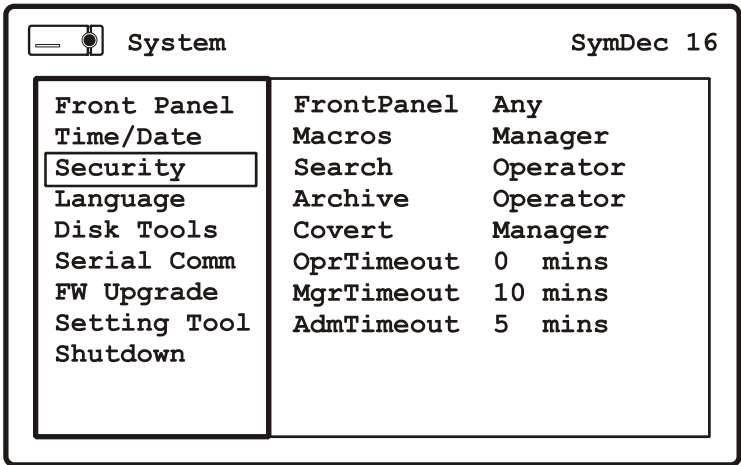 System SymDec 16
Front Panel
Time/Date
Security
Language
Disk Tools
Serial Comm
FW Upgrade
Setting Tool
Shutdown
FrontPanel Any
Macros Manager
Search Operator
Archive Operator
Covert Manager
OprTimeout 0 mins
MgrTimeout 10 mins
AdmTimeout 5 mins